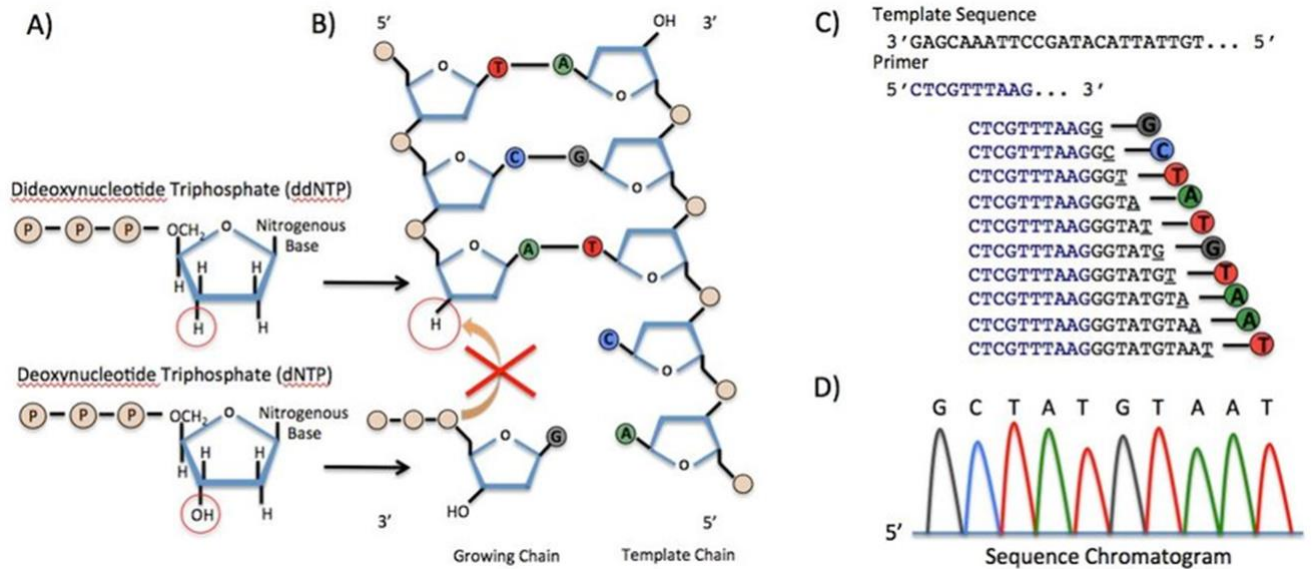 A)
Dideoxynucleotide Triphosphate (ddNTP)
P P P OCH2 O Nitrogenous
Base
H H H
H H
Deoxynucleotide Triphosphate (dNTP)
P P P OCH2 O Nitrogenous
Base
H H H
OH H
B)
5′ OH 3′
O T A O
O C G O
O A T O
H
C O
O G A O
HO
3′ 5′
Growing Chain Template Chain
C)
Template Sequence
3′GAGCAAATTCCGATACATTATTGT... 5′
Primer
5′CTCGTTTAAG... 3′
CTCGTTTAAGG G
CTCGTTTAAGGC C
CTCGTTTAAGGGT T
CTCGTTTAAGGGTA A
CTCGTTTAAGGGTAT T
CTCGTTTAAGGGTATG G
CTCGTTTAAGGGTATGT T
CTCGTTTAAGGGTATGTA A
CTCGTTTAAGGGTATGTAA A
CTCGTTTAAGGGTATGTAAT T
D)
G C T A T G T A A T
5′
Sequence Chromatogram